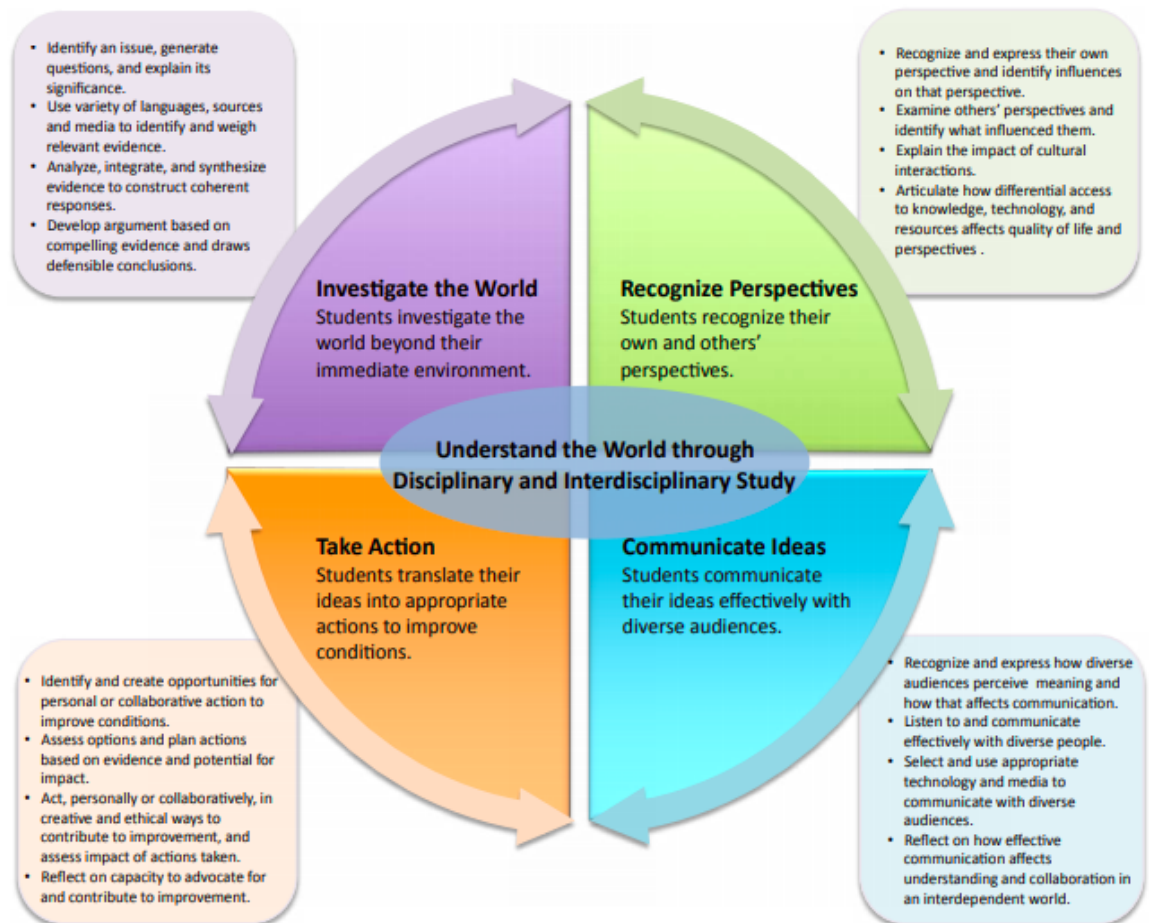 • Identify an issue, generate
questions, and explain its
significance.
• Use variety of languages, sources
and media to identify and weigh
relevant evidence.
• Analyze, integrate, and synthesize
evidence to construct coherent
responses.
• Develop argument based on
compelling evidence and draws
defensible conclusions.
• Recognize and express their own
perspective and identify influences
on that perspective.
• Examine others' perspectives and
identify what influenced them.
• Explain the impact of cultural
interactions.
• Articulate how differential access
to knowledge, technology, and
resources affects quality of life and
perspectives .
Investigate the World
Students investigate the
world beyond their
immediate environment.
Recognize Perspectives
Students recognize their
own and others'
perspectives.
Understand the World through
Disciplinary and Interdisciplinary Study
Take Action
Students translate their
ideas into appropriate
actions to improve
conditions.
Communicate Ideas
Students communicate
their ideas effectively with
diverse audiences.
• Identify and create opportunities for
personal or collaborative action to
improve conditions.
• Assess options and plan actions
based on evidence and potential for
impact.
• Act, personally or collaboratively, in
creative and ethical ways to
contribute to improvement, and
assess impact of actions taken.
• Reflect on capacity to advocate for
and contribute to improvement.
• Recognize and express how diverse
audiences perceive meaning and
how that affects communication.
• Listen to and communicate
effectively with diverse people.
• Select and use appropriate
technology and media to
communicate with diverse
audiences.
• Reflect on how effective
communication affects
understanding and collaboration in
an interdependent world.